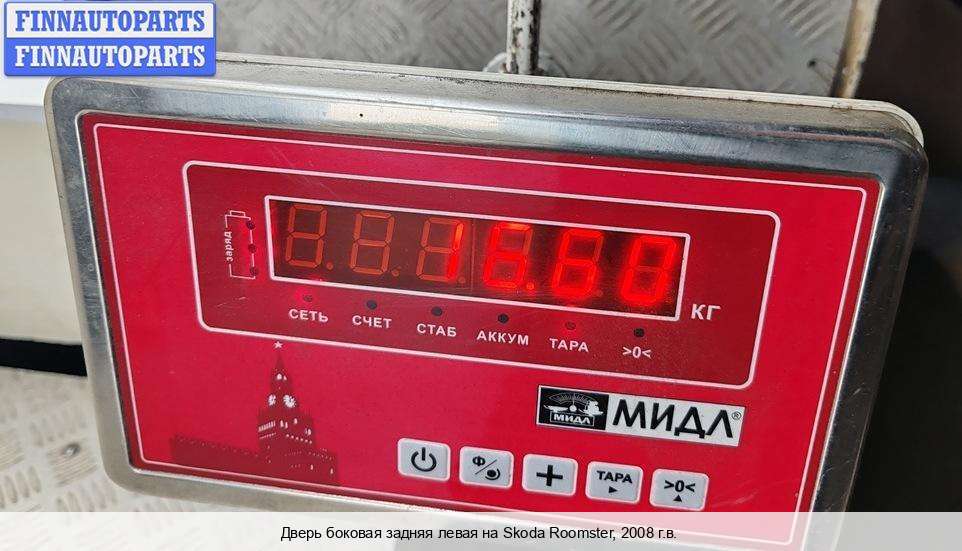 FINNAUTOPARTS
FINNAUTOPARTS
заряд
16.60
КГ
СЕТЬ СЧЕТ СТАБ АККУМ ТАРА >0<
МИДЛ МИДЛ®
Ф + ТАРА >0<
Дверь боковая задняя левая на Skoda Roomster, 2008 г.в.